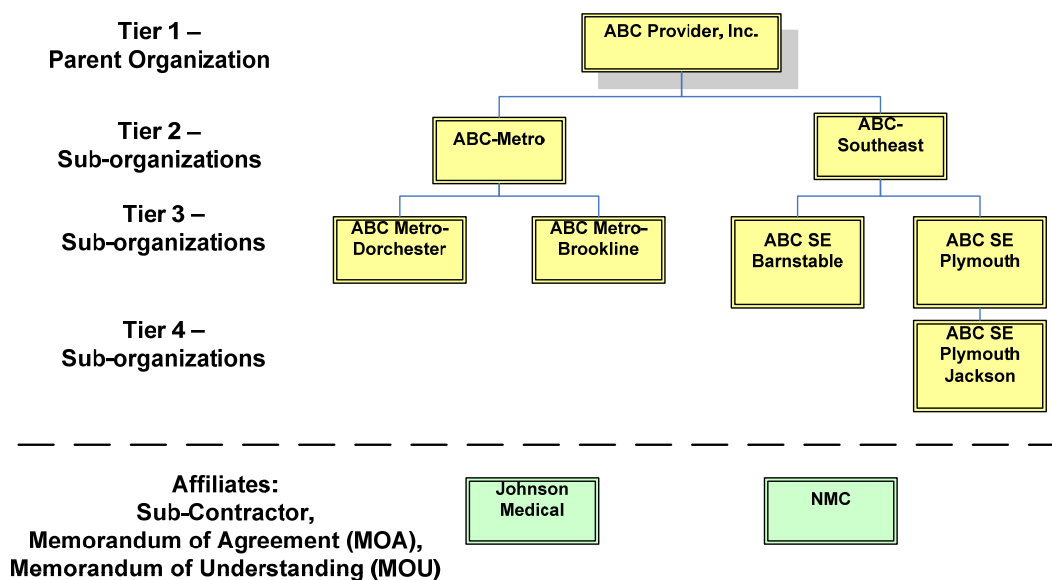 Tier 1 –
Parent Organization
ABC Provider, Inc.
Tier 2 –
Sub-organizations
ABC-Metro
ABC-
Southeast
Tier 3 –
Sub-organizations
ABC Metro-
Dorchester
ABC Metro-
Brookline
ABC SE
Barnstable
ABC SE
Plymouth
Tier 4 –
Sub-organizations
ABC SE
Plymouth
Jackson
Affiliates:
Sub-Contractor,
Memorandum of Agreement (MOA),
Memorandum of Understanding (MOU)
Johnson
Medical
NMC